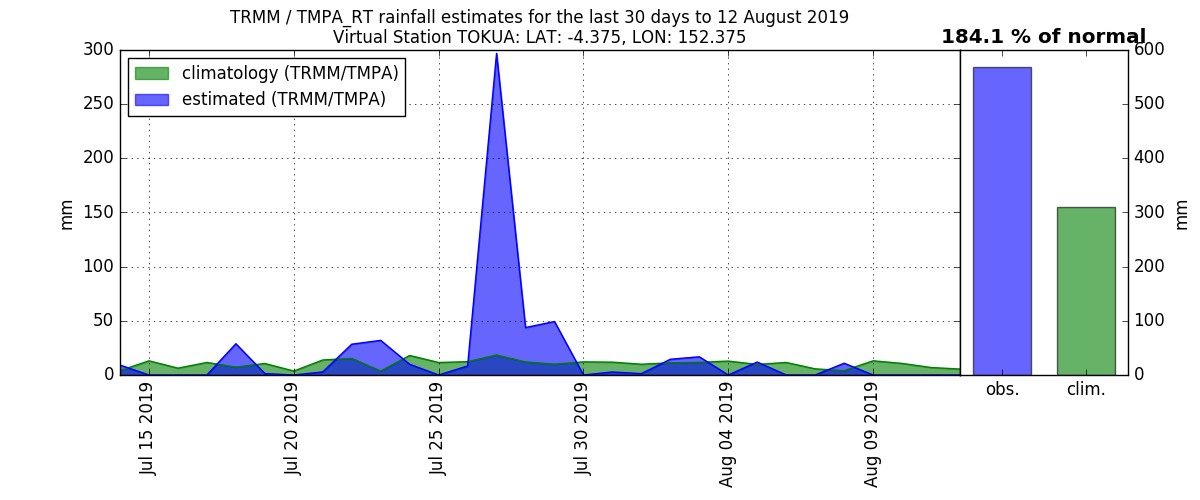 TRMM / TMPA_RT rainfall estimates for the last 30 days to 12 August 2019
Virtual Station TOKUA: LAT: -4.375, LON: 152.375
184.1 % of normal
climatology (TRMM/TMPA)
estimated (TRMM/TMPA)
300
250
200
150
100
50
0
mm
Jul 15 2019
Jul 20 2019
Jul 25 2019
Jul 30 2019
Aug 04 2019
Aug 09 2019
600
500
400
300
200
100
0
mm
obs.
clim.